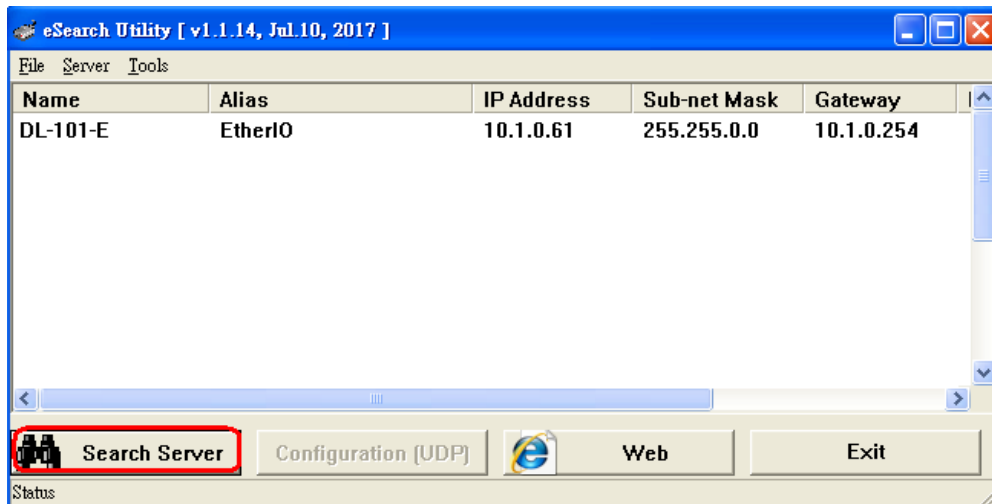 eSearch Utility [ v1.1.14, Jul.10, 2017 ]
File Server Tools
Name Alias IP Address Sub-net Mask Gateway
DL-101-E EtherIO 10.1.0.61 255.255.0.0 10.1.0.254
Search Server Configuration (UDP) Web Exit
Status